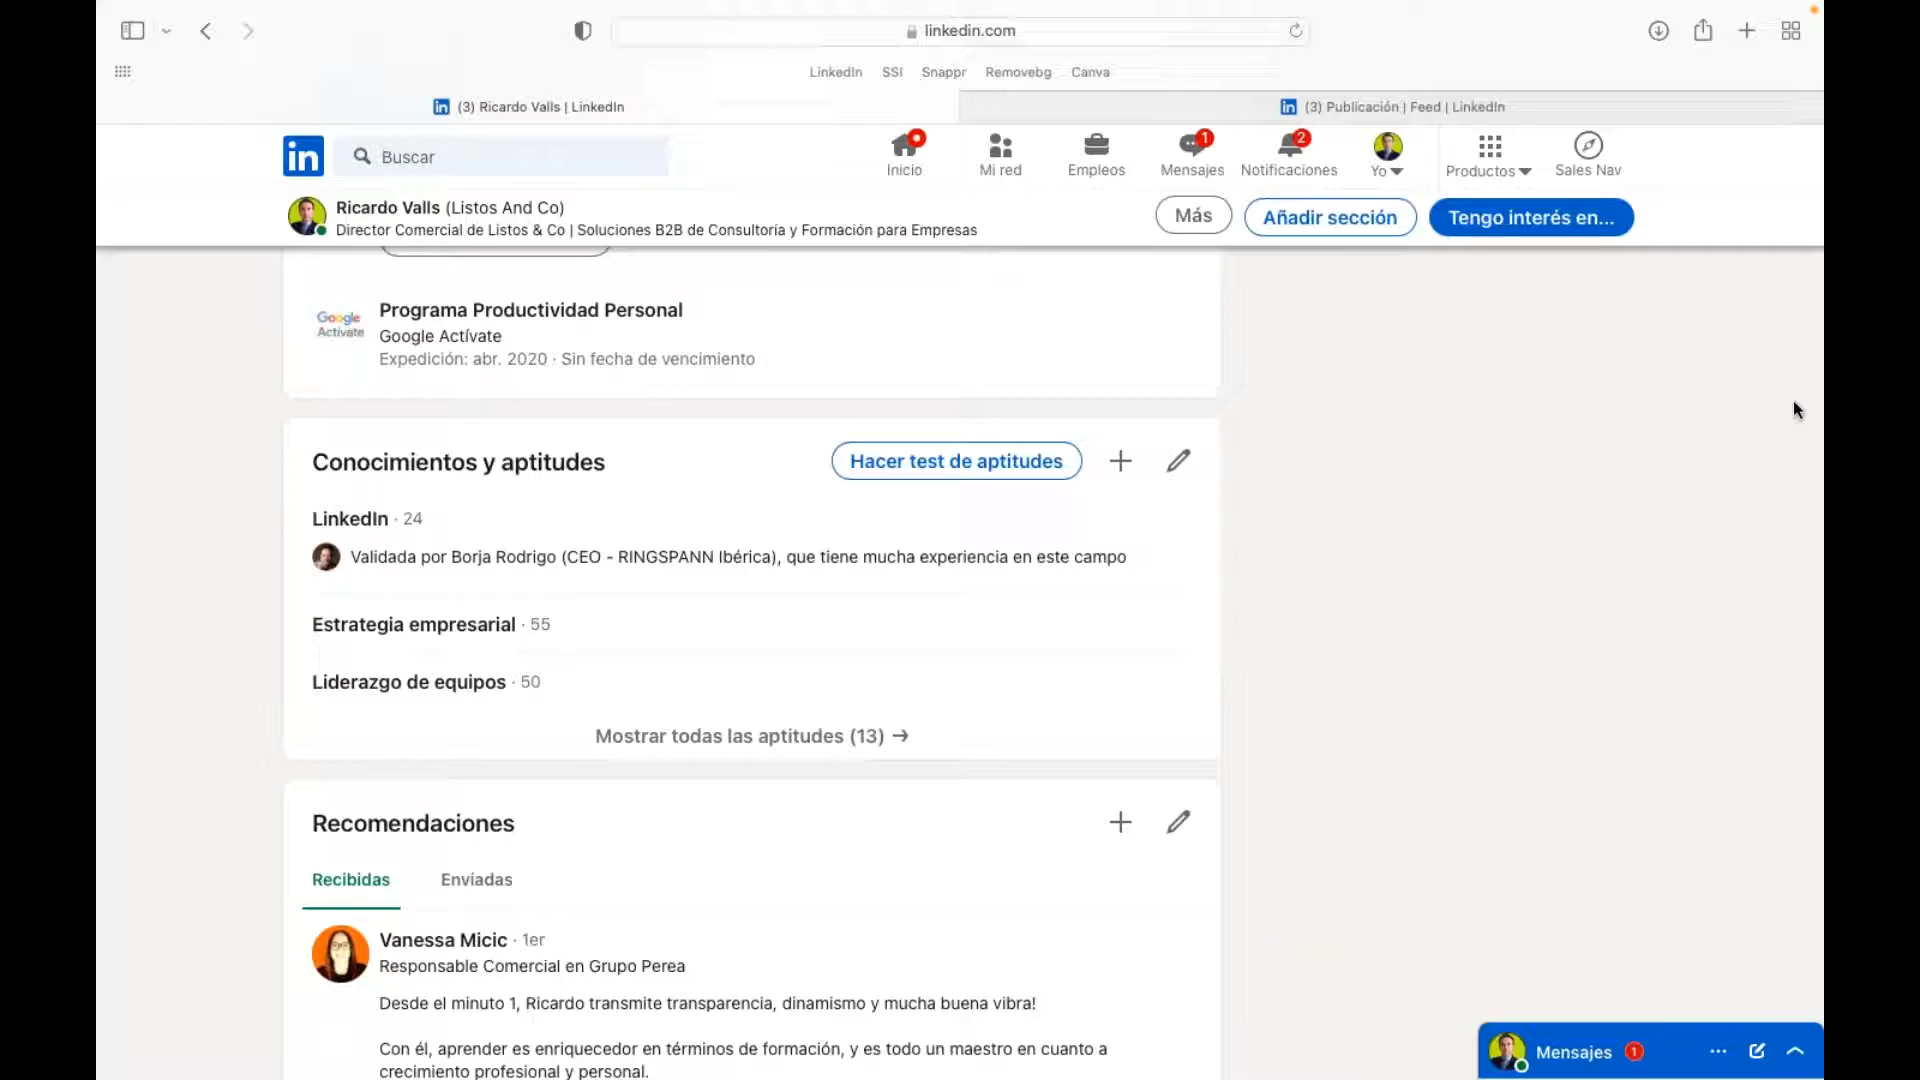 linkedin.com
LinkedIn SSI Snappr Removebg Canva
(3) Ricardo Valls | LinkedIn
(3) Publicación | Feed | LinkedIn
in
Buscar
Inicio
Mi red
Empleos
1
Mensajes
2
Notificaciones
Yo
Productos
Sales Nav
Ricardo Valls (Listos And Co)
Director Comercial de Listos & Co | Soluciones B2B de Consultoría y Formación para Empresas
Más
Añadir sección
Tengo interés en...
Google
Actívate
Programa Productividad Personal
Google Actívate
Expedición: abr. 2020 · Sin fecha de vencimiento
Conocimientos y aptitudes
Hacer test de aptitudes
LinkedIn · 24
Validada por Borja Rodrigo (CEO - RINGSPANN Ibérica), que tiene mucha experiencia en este campo
Estrategia empresarial · 55
Liderazgo de equipos · 50
Mostrar todas las aptitudes (13) →
Recomendaciones
Recibidas
Enviadas
Vanessa Micic · 1er
Responsable Comercial en Grupo Perea
Desde el minuto 1, Ricardo transmite transparencia, dinamismo y mucha buena vibra!
Con él, aprender es enriquecedor en términos de formación, y es todo un maestro en cuanto a
crecimiento profesional y personal.
Mensajes 1